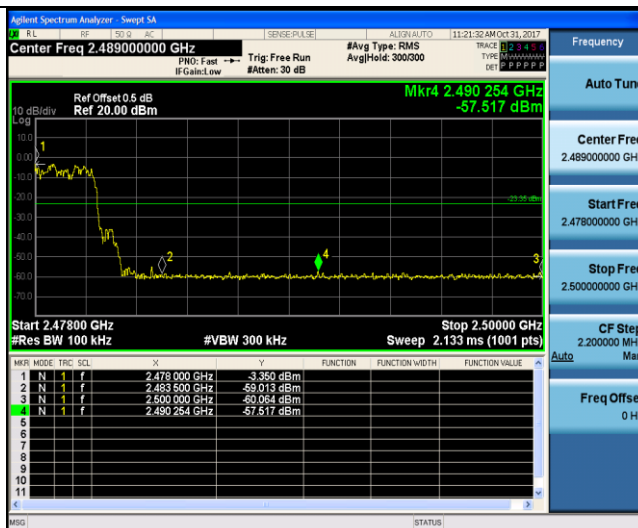 Agilent Spectrum Analyzer - Swept SA
RL RF 50 Ω AC SENSE:PULSE ALIGN AUTO 11:21:32 AM Oct 31, 2017
Center Freq 2.489000000 GHz
PNO: Fast
IFGain:Low
Trig: Free Run
#Atten: 30 dB
#Avg Type: RMS
Avg|Hold: 300/300
TRACE 1 2 3 4 5 6
TYPE M
DET P P P P P P
Mkr4 2.490 254 GHz
-57.517 dBm
Ref Offset 0.5 dB
Ref 20.00 dBm
10 dB/div
Log
10.0
0.00
-10.0
-20.0
-30.0
-40.0
-50.0
-60.0
-70.0
1
2
4
3
-23.35 dBm
Start 2.47800 GHz Stop 2.50000 GHz
#Res BW 100 kHz #VBW 300 kHz Sweep 2.133 ms (1001 pts)
MKR MODE TRC SCL X Y FUNCTION FUNCTION WIDTH FUNCTION VALUE
1 N 1 f 2.478 000 GHz -3.350 dBm
2 N 1 f 2.483 500 GHz -59.013 dBm
3 N 1 f 2.500 000 GHz -60.064 dBm
4 N 1 f 2.490 254 GHz -57.517 dBm
5
6
7
8
9
10
11
MSG STATUS
Frequency
Auto Tun
Center Fre
2.489000000 GH
Start Fre
2.478000000 GH
Stop Fre
2.500000000 GH
CF Step
2.200000 MH
Auto Ma
Freq Offse
0 H